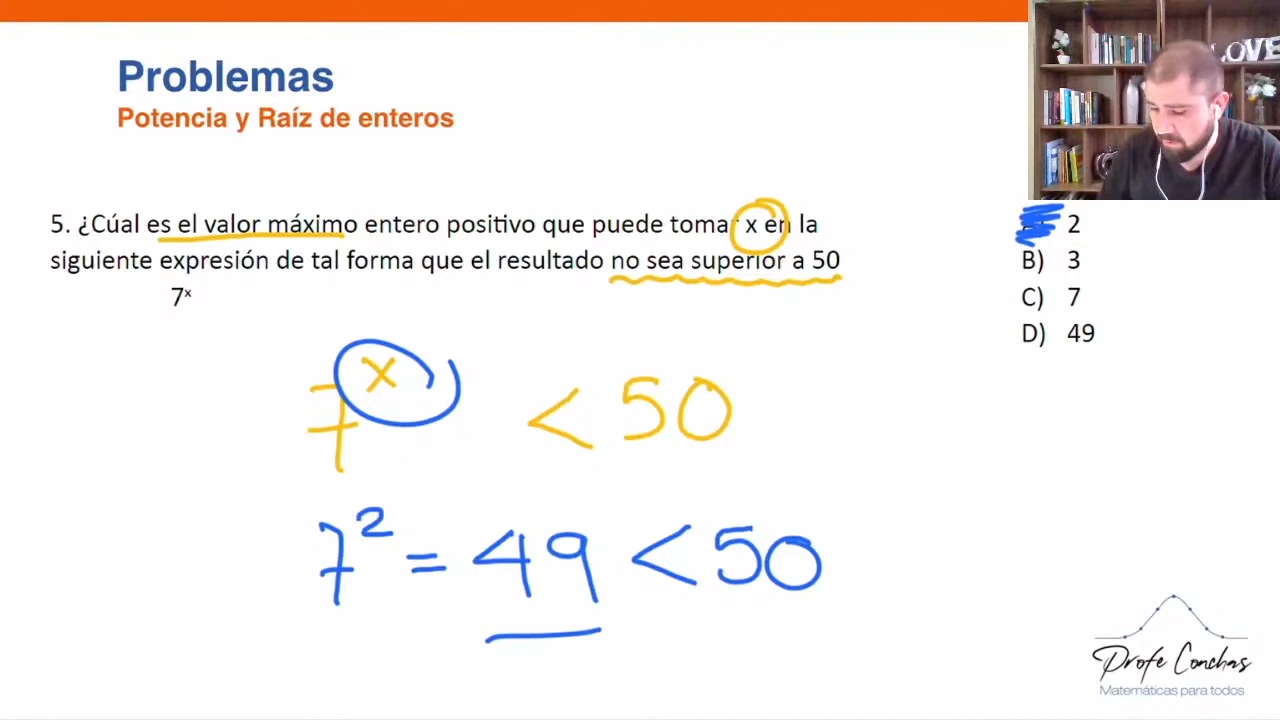 LOVE
Problemas
Potencia y Raíz de enteros
5. ¿Cúal es el valor máximo entero positivo que puede tomar x en la
siguiente expresión de tal forma que el resultado no sea superior a 50
7ˣ
2
B) 3
C) 7
D) 49
7ˣ < 50
7² = 49 < 50
Profe Conchas
Matemáticas para todos